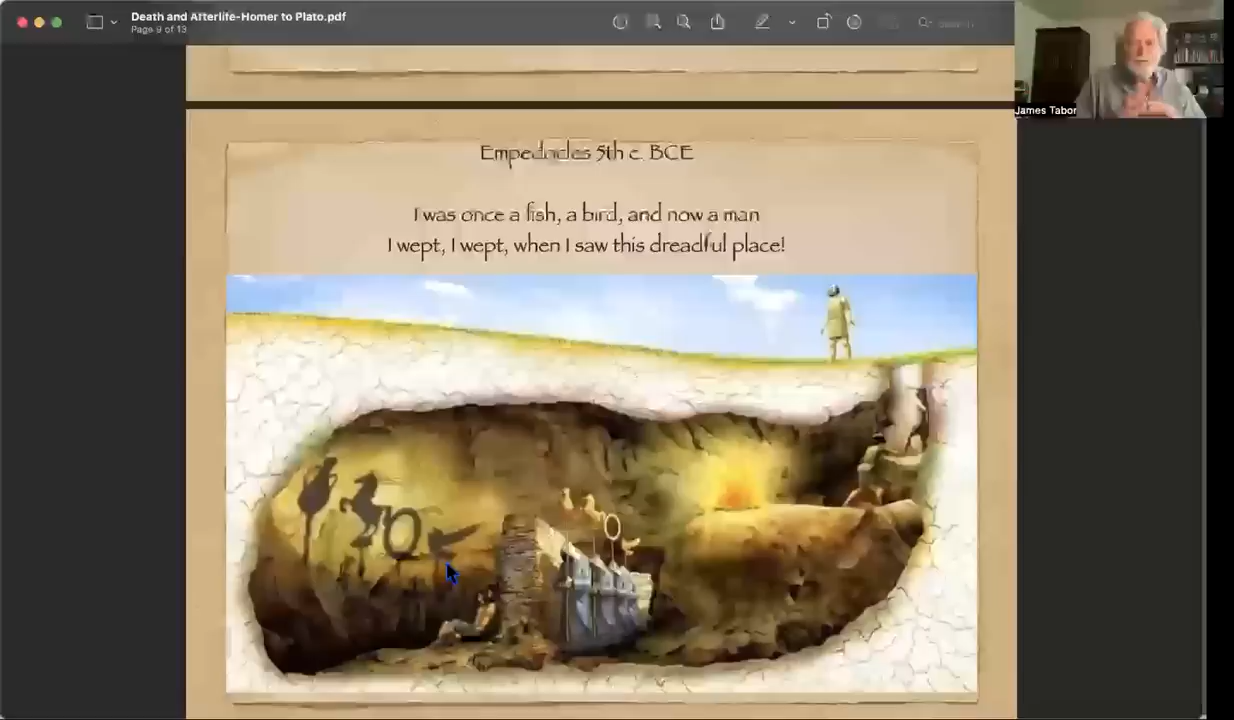 Death and Afterlife-Homer to Plato.pdf
Page 9 of 13
Search
James Tabor
Empedocles 5th c. BCE
I was once a fish, a bird, and now a man
I wept, I wept, when I saw this dreadful place!